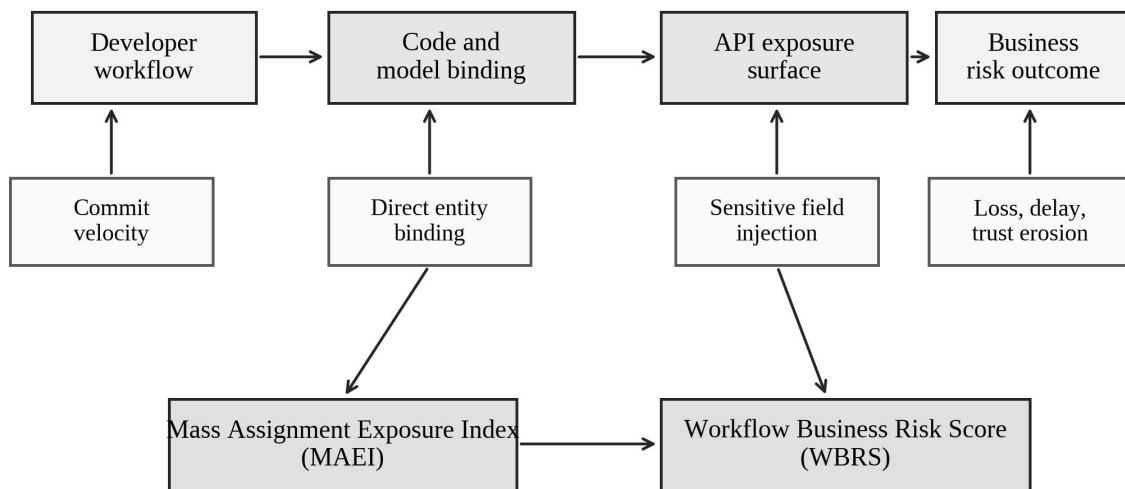 Developer
workflow
Code and
model binding
API exposure
surface
Business
risk outcome
Commit
velocity
Direct entity
binding
Sensitive field
injection
Loss, delay,
trust erosion
Mass Assignment Exposure Index
(MAEI)
Workflow Business Risk Score
(WBRS)